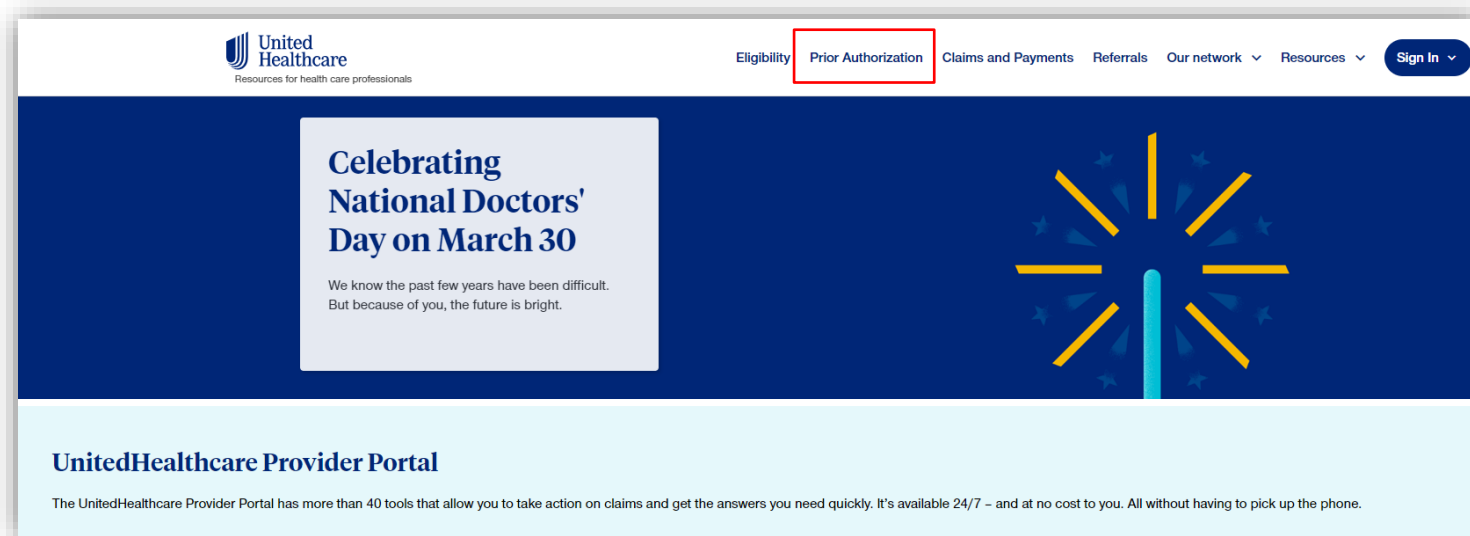 United
Healthcare
Resources for health care professionals
Eligibility Prior Authorization Claims and Payments Referrals Our network Resources Sign In
Celebrating
National Doctors'
Day on March 30
We know the past few years have been difficult.
But because of you, the future is bright.
UnitedHealthcare Provider Portal
The UnitedHealthcare Provider Portal has more than 40 tools that allow you to take action on claims and get the answers you need quickly. It's available 24/7 – and at no cost to you. All without having to pick up the phone.